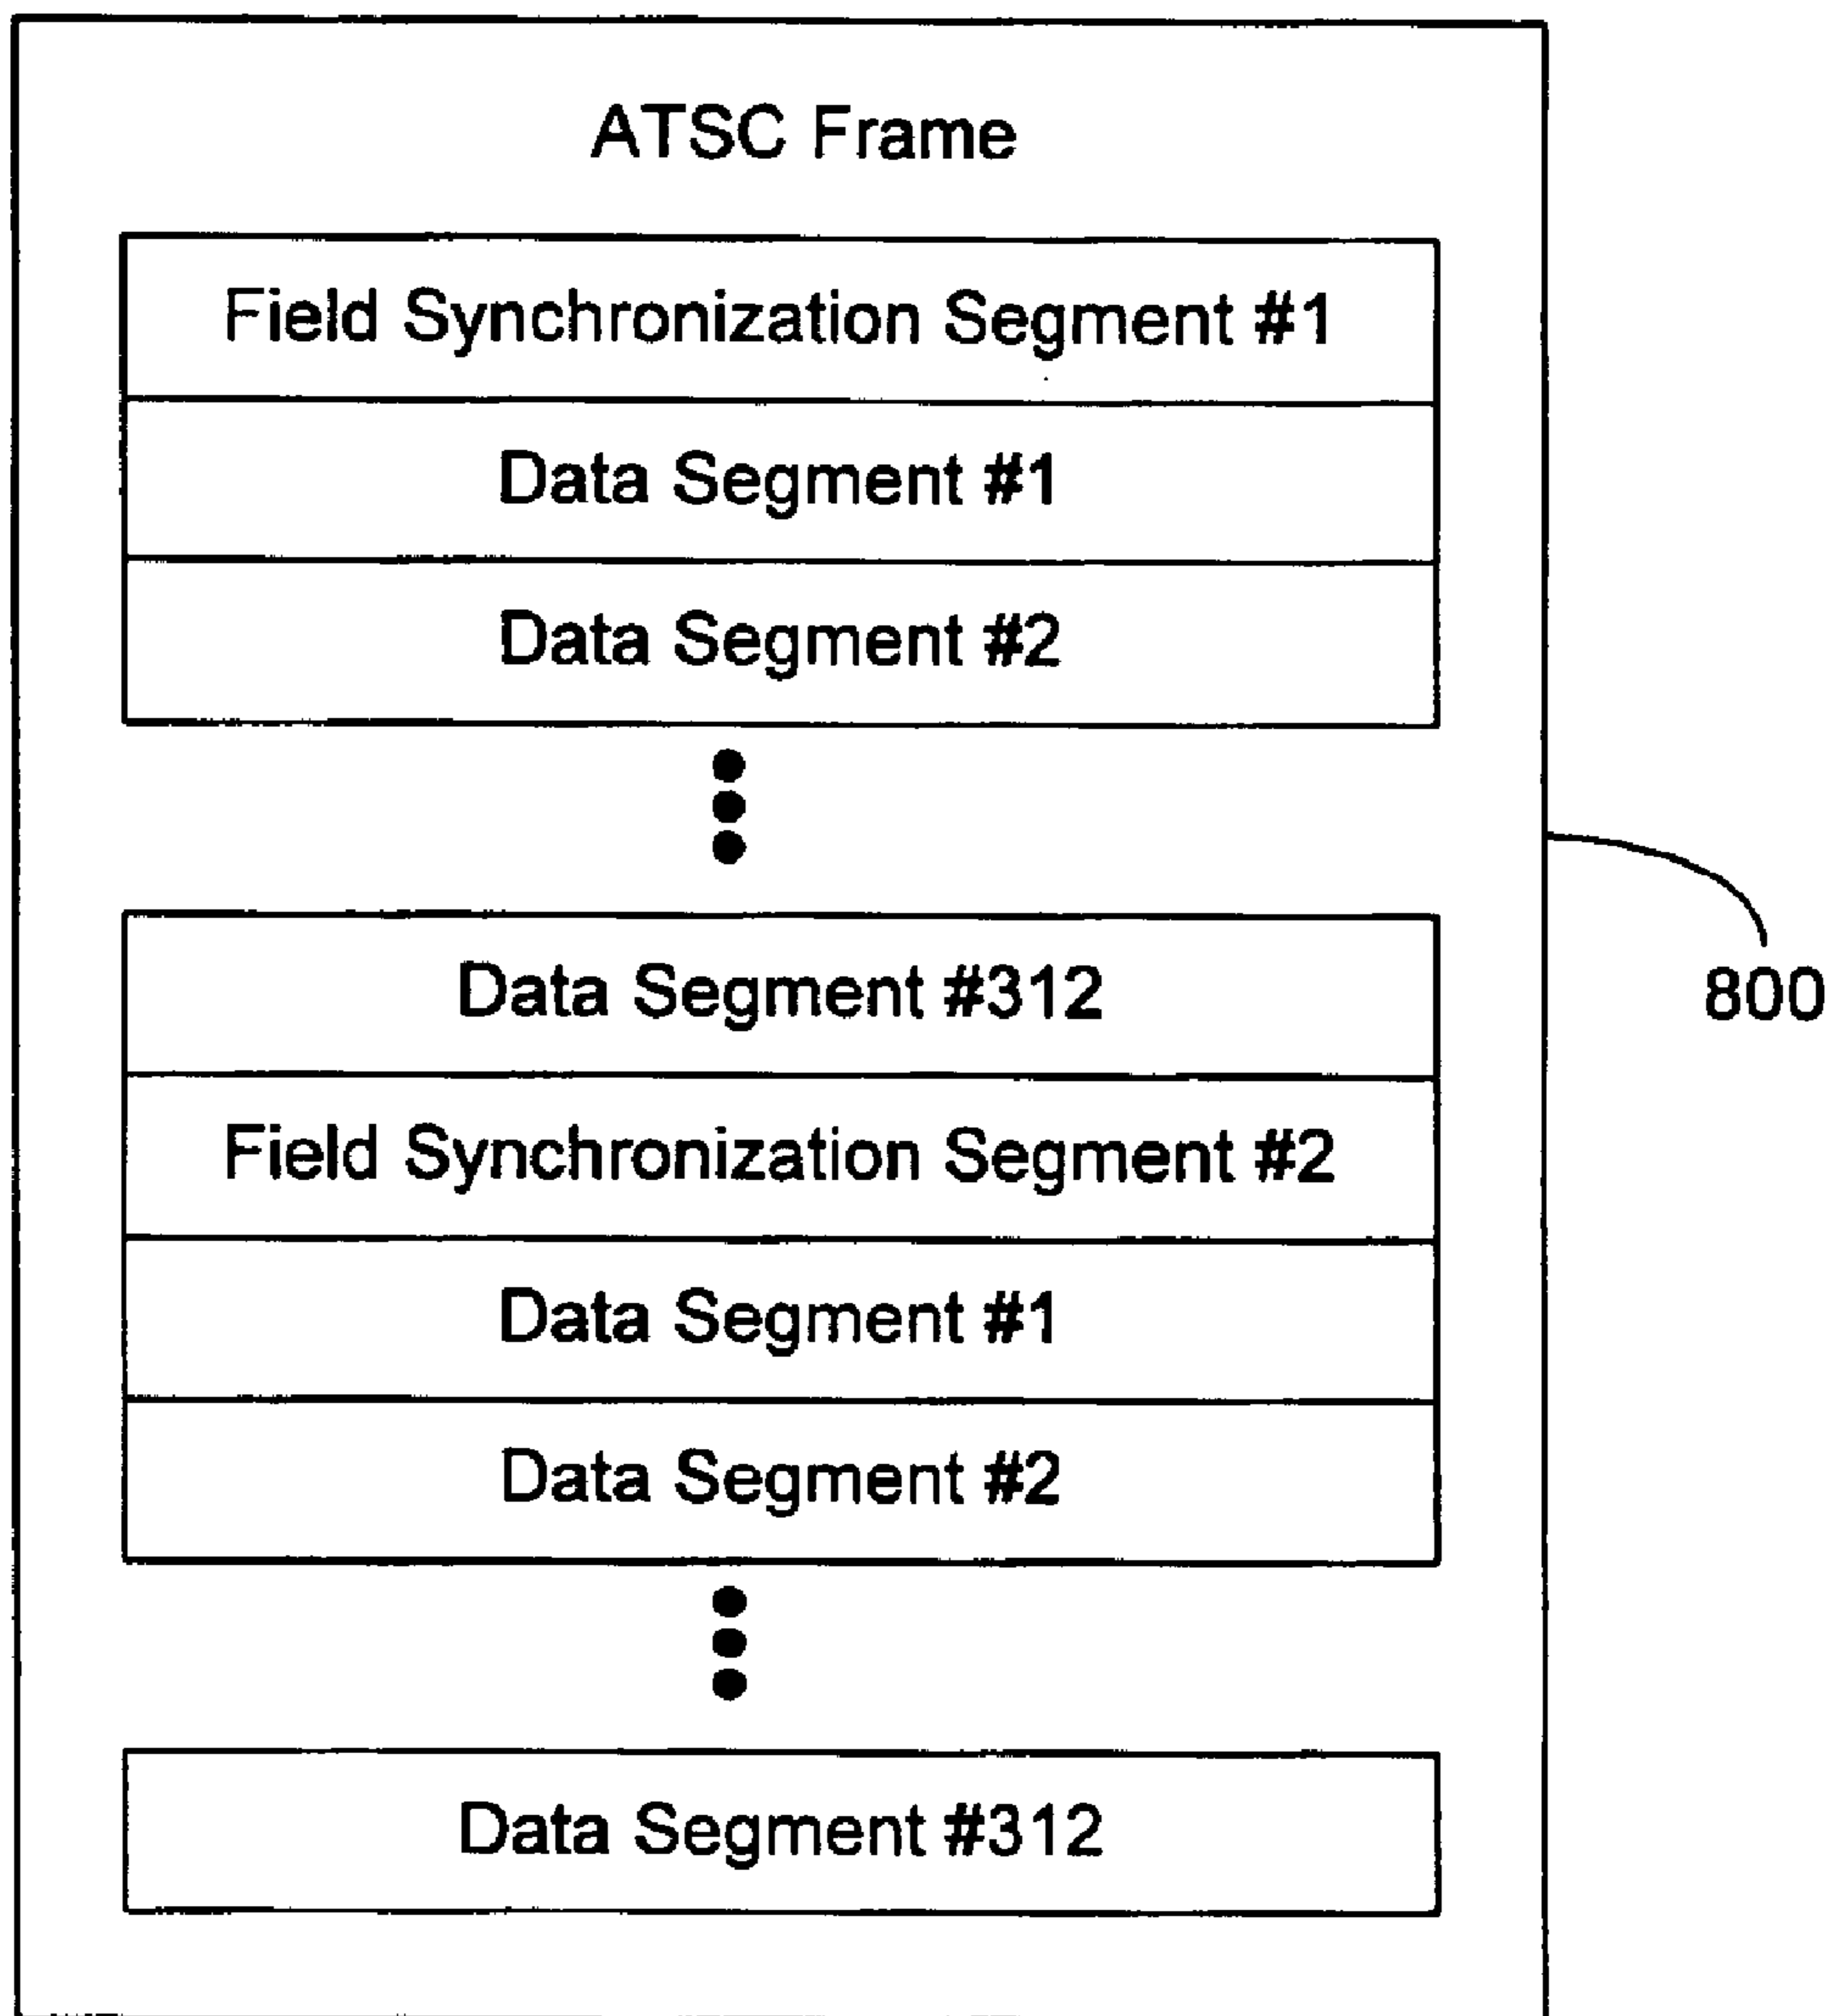 ATSC Frame
Field Synchronization Segment #1
Data Segment #1
Data Segment #2
Data Segment #312
800
Field Synchronization Segment #2
Data Segment #1
Data Segment #2
Data Segment #312